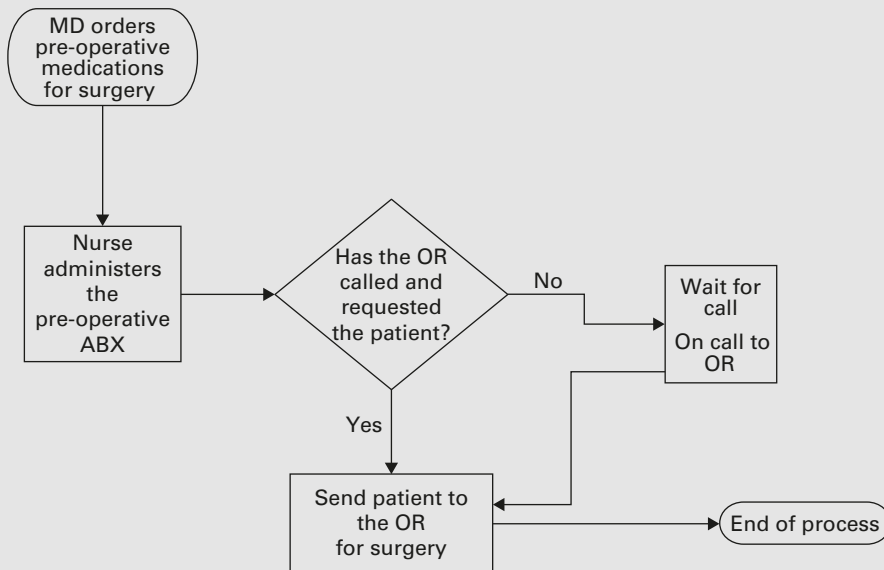 MD orders
pre-operative
medications
for surgery
Nurse
administers
the
pre-operative
ABX
Has the OR
called and
requested
the patient?
No
Wait for
call
On call to
OR
Yes
Send patient to
the OR
for surgery
End of process